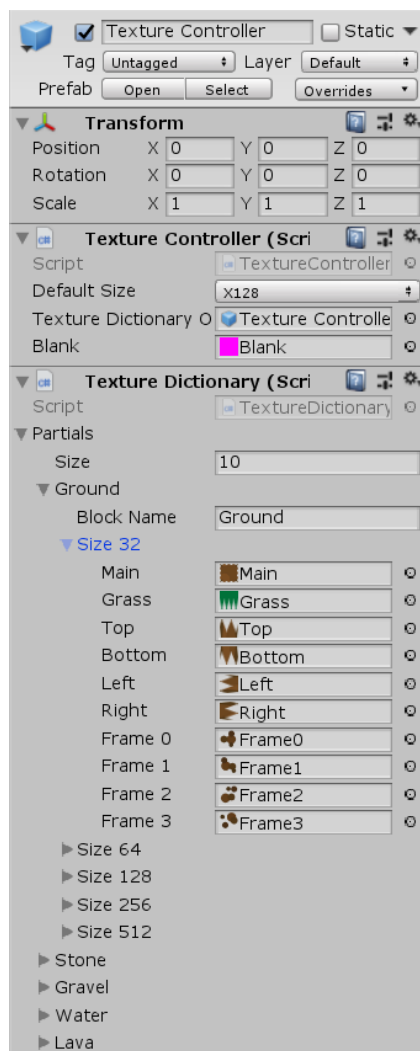 Texture Controller Static
Tag Untagged Layer Default
Prefab Open Select Overrides
Transform
Position X 0 Y 0 Z 0
Rotation X 0 Y 0 Z 0
Scale X 1 Y 1 Z 1
Texture Controller (Scri
Script TextureController
Default Size X128
Texture Dictionary O Texture Controlle
Blank Blank
Texture Dictionary (Scri
Script TextureDictionary
Partials
Size 10
Ground
Block Name Ground
Size 32
Main Main
Grass Grass
Top Top
Bottom Bottom
Left Left
Right Right
Frame 0 Frame0
Frame 1 Frame1
Frame 2 Frame2
Frame 3 Frame3
Size 64
Size 128
Size 256
Size 512
Stone
Gravel
Water
Lava